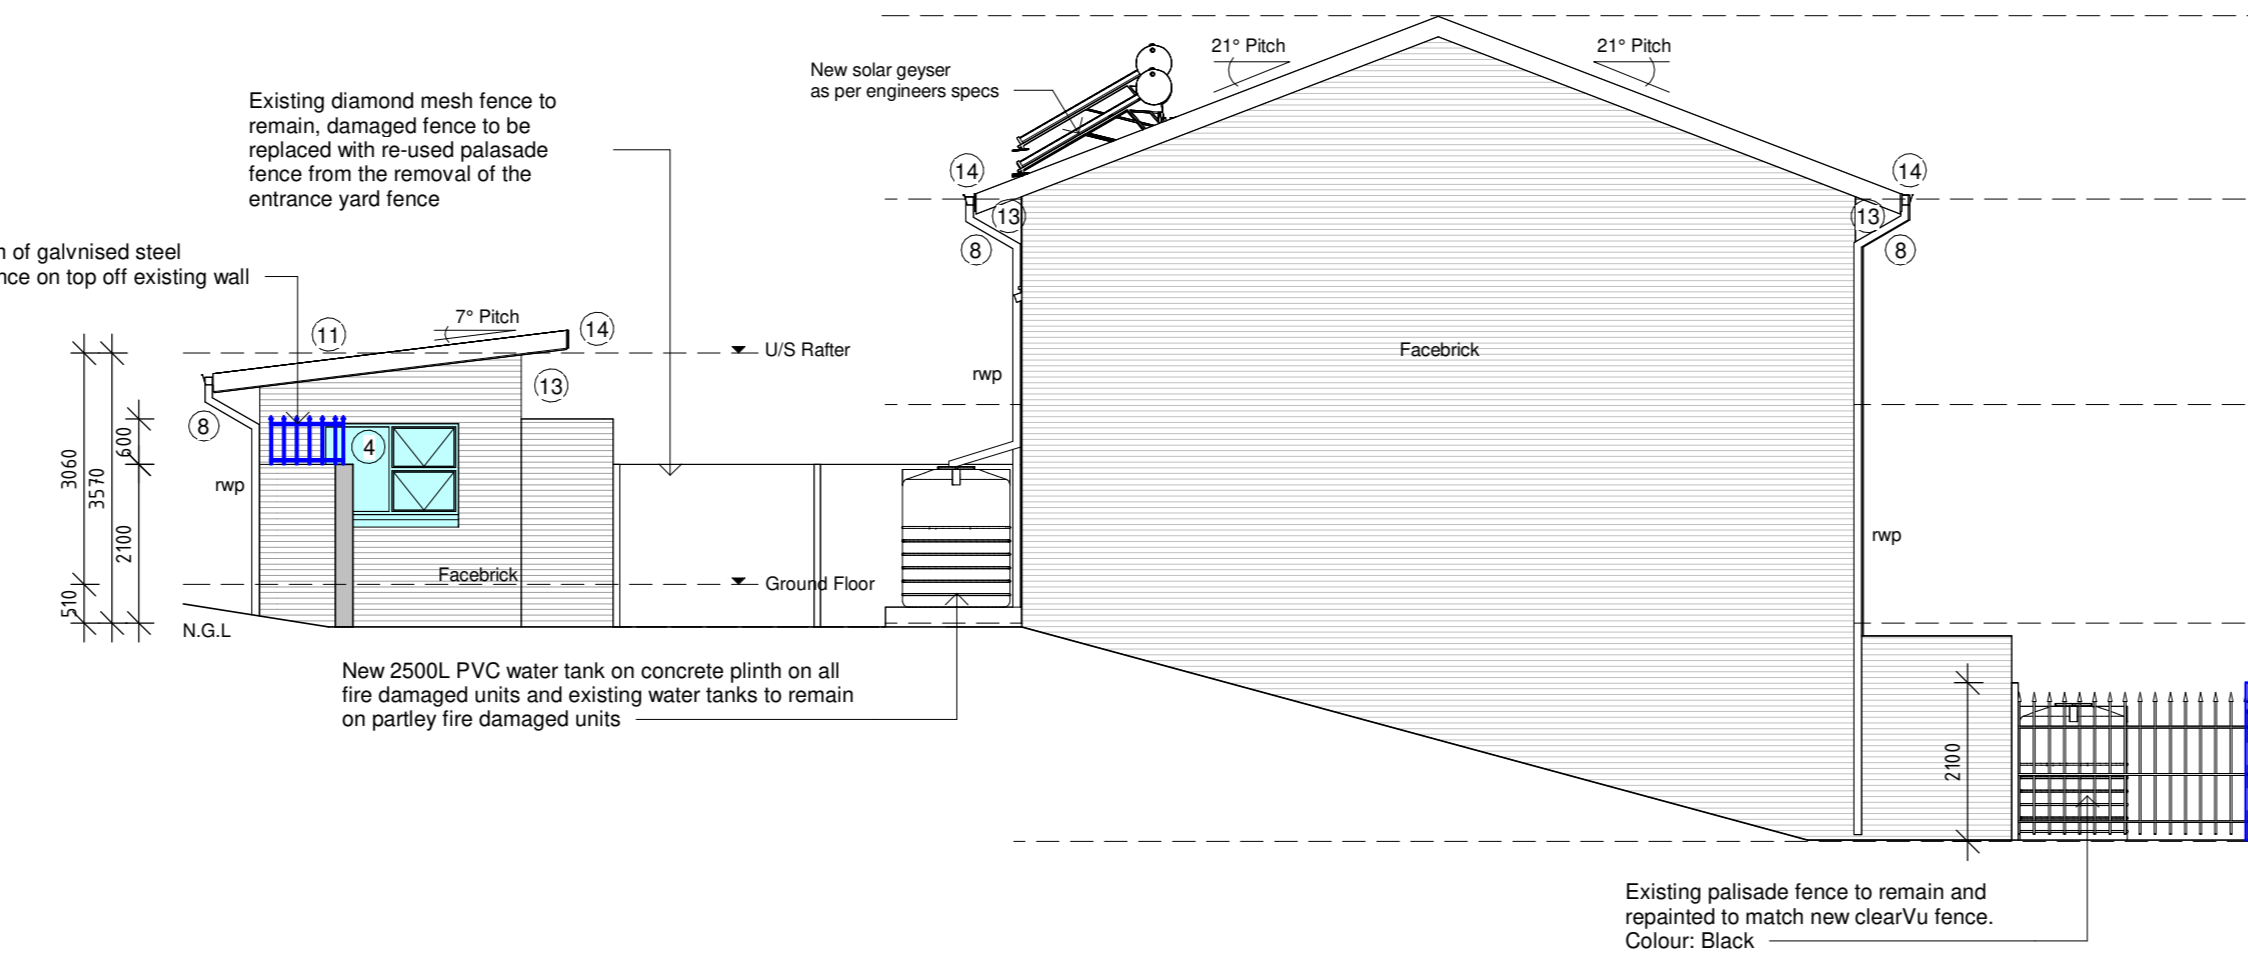 21° Pitch
21° Pitch
New solar geyser
as per engineers specs
Existing diamond mesh fence to
remain, damaged fence to be
replaced with re-used palasade
fence from the removal of the
entrance yard fence
14
14
13
13
8
8
of galvnised steel
on top off existing wall
7° Pitch
11
14
U/S Rafter
Facebrick
rwp
13
8
4
600
3060
3570
rwp
2100
rwp
Facebrick
Ground Floor
510
N.G.L
New 2500L PVC water tank on concrete plinth on all
fire damaged units and existing water tanks to remain
on partley fire damaged units
2100
Existing palisade fence to remain and
repainted to match new clearVu fence.
Colour: Black